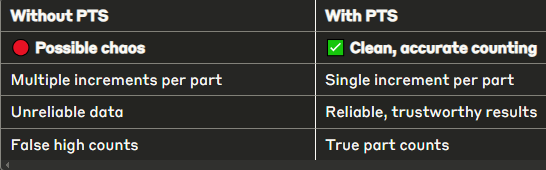 Without PTS With PTS
🔴 Possible chaos ✅ Clean, accurate counting
Multiple increments per part Single increment per part
Unreliable data Reliable, trustworthy results
False high counts True part counts